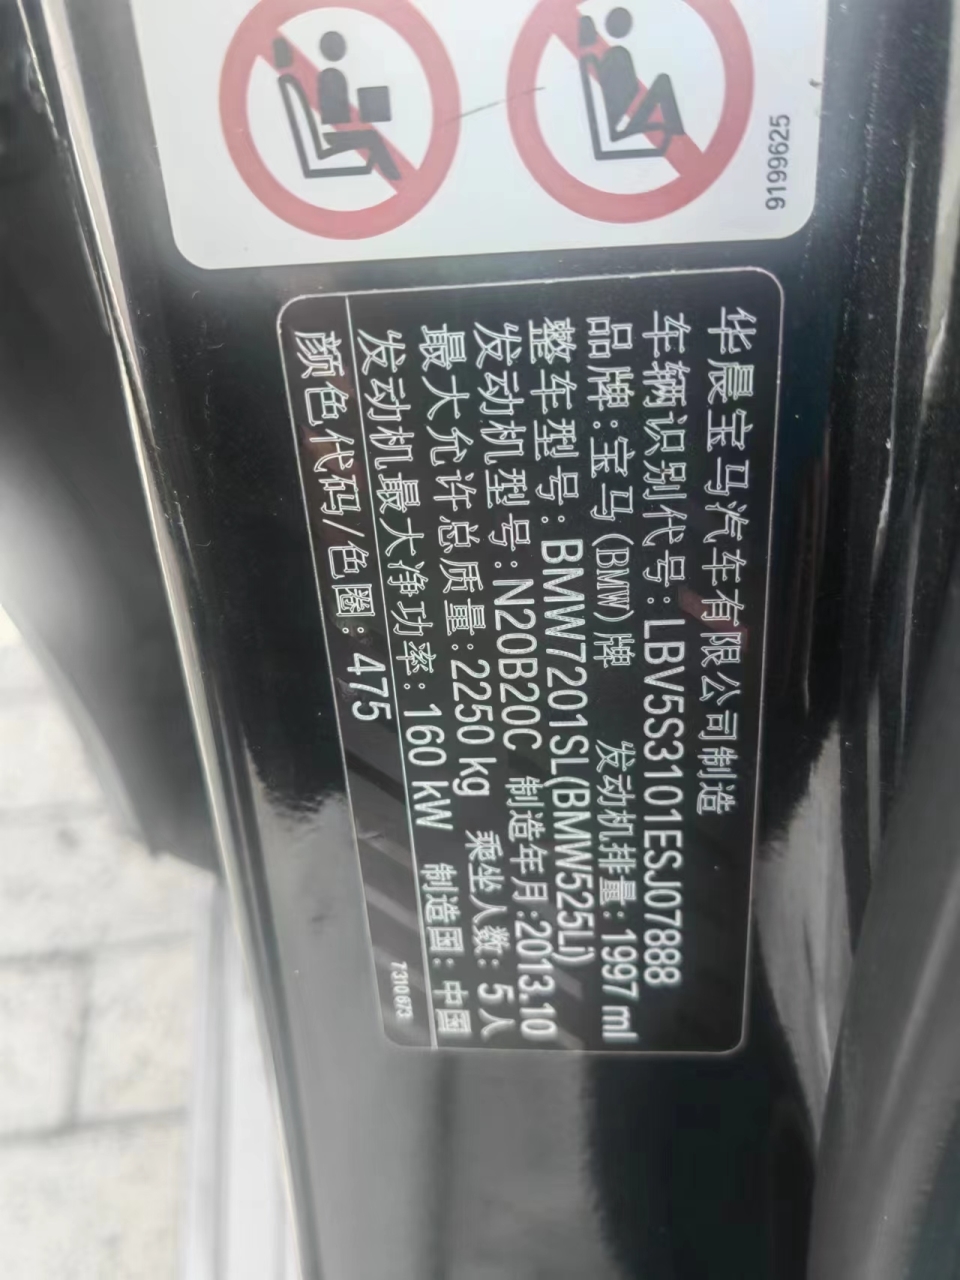 9199625
华晨宝马汽车有限公司制造
车辆识别代号:LBV5S3101ESJ07888
品牌:宝马(BMW)牌 发动机排量:1997 ml
整车型号:BMW7201SL(BMW525Li)
发动机型号:N20B20C 制造年月:2013.10
最大允许总质量:2250 kg 乘坐人数:5人
发动机最大净功率:160 kW 制造国:中国
颜色代码/色圈:475
7310673